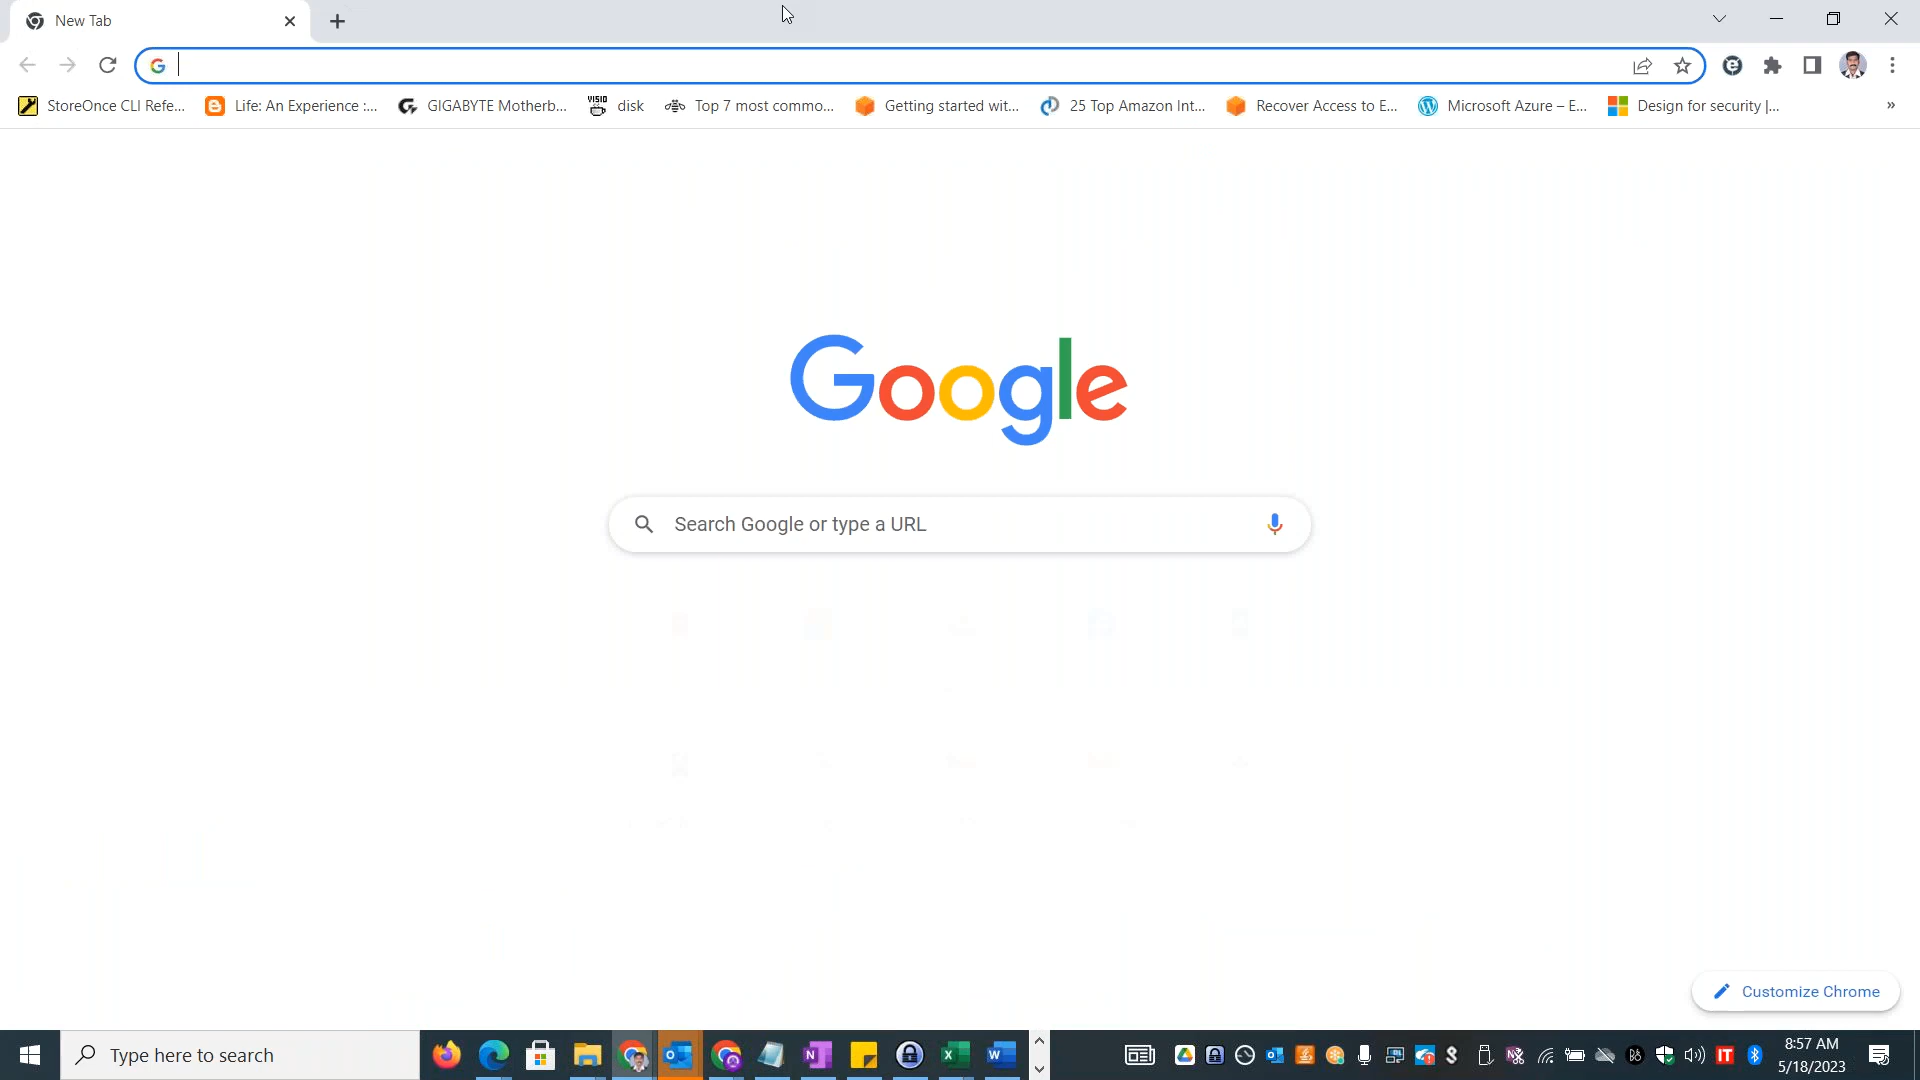 New Tab
StoreOnce CLI Refe...
Life: An Experience :...
GIGABYTE Motherb...
VISIO
disk
Top 7 most commo...
Getting started wit...
25 Top Amazon Int...
Recover Access to E...
Microsoft Azure – E...
Design for security |...
Google
Search Google or type a URL
Customize Chrome
Type here to search
8:57 AM
5/18/2023